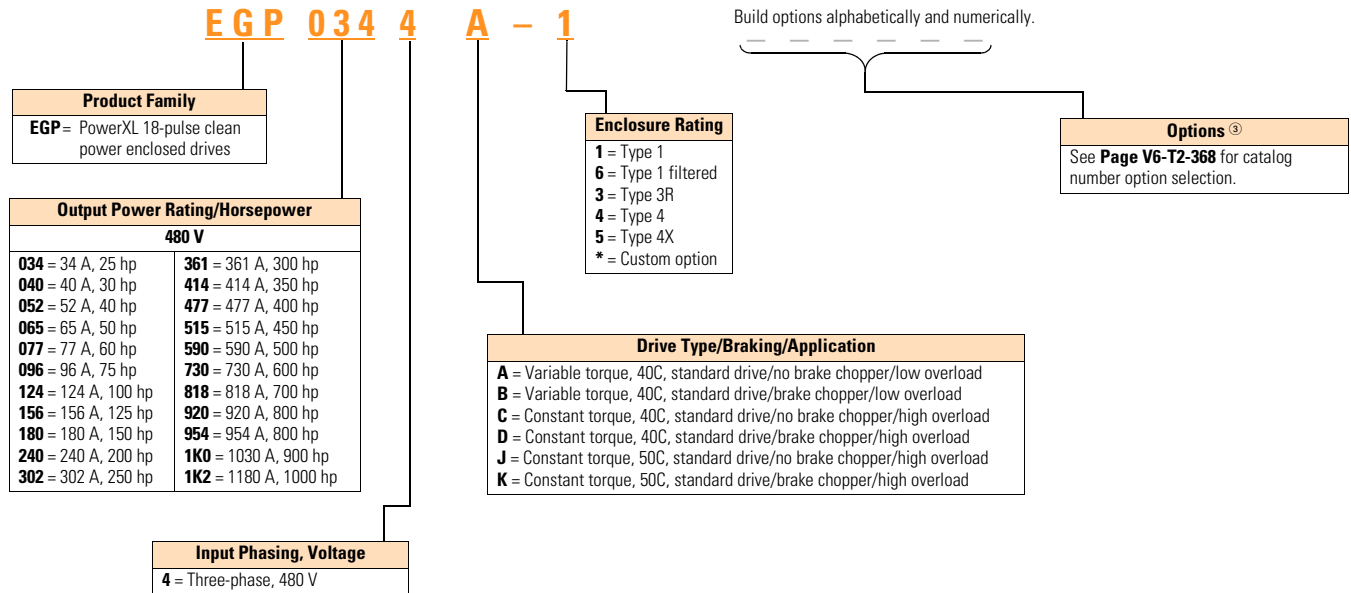 EGP 034 4 A – 1
Build options alphabetically and numerically.
Product Family
EGP = PowerXL 18-pulse clean
power enclosed drives
Enclosure Rating
1 = Type 1
6 = Type 1 filtered
3 = Type 3R
4 = Type 4
5 = Type 4X
* = Custom option
Options ③
See Page V6-T2-368 for catalog
number option selection.
Output Power Rating/Horsepower
480 V
034 = 34 A, 25 hp
040 = 40 A, 30 hp
052 = 52 A, 40 hp
065 = 65 A, 50 hp
077 = 77 A, 60 hp
096 = 96 A, 75 hp
124 = 124 A, 100 hp
156 = 156 A, 125 hp
180 = 180 A, 150 hp
240 = 240 A, 200 hp
302 = 302 A, 250 hp
361 = 361 A, 300 hp
414 = 414 A, 350 hp
477 = 477 A, 400 hp
515 = 515 A, 450 hp
590 = 590 A, 500 hp
730 = 730 A, 600 hp
818 = 818 A, 700 hp
920 = 920 A, 800 hp
954 = 954 A, 800 hp
1K0 = 1030 A, 900 hp
1K2 = 1180 A, 1000 hp
Drive Type/Braking/Application
A = Variable torque, 40C, standard drive/no brake chopper/low overload
B = Variable torque, 40C, standard drive/brake chopper/low overload
C = Constant torque, 40C, standard drive/no brake chopper/high overload
D = Constant torque, 40C, standard drive/brake chopper/high overload
J = Constant torque, 50C, standard drive/no brake chopper/high overload
K = Constant torque, 50C, standard drive/brake chopper/high overload
Input Phasing, Voltage
4 = Three-phase, 480 V